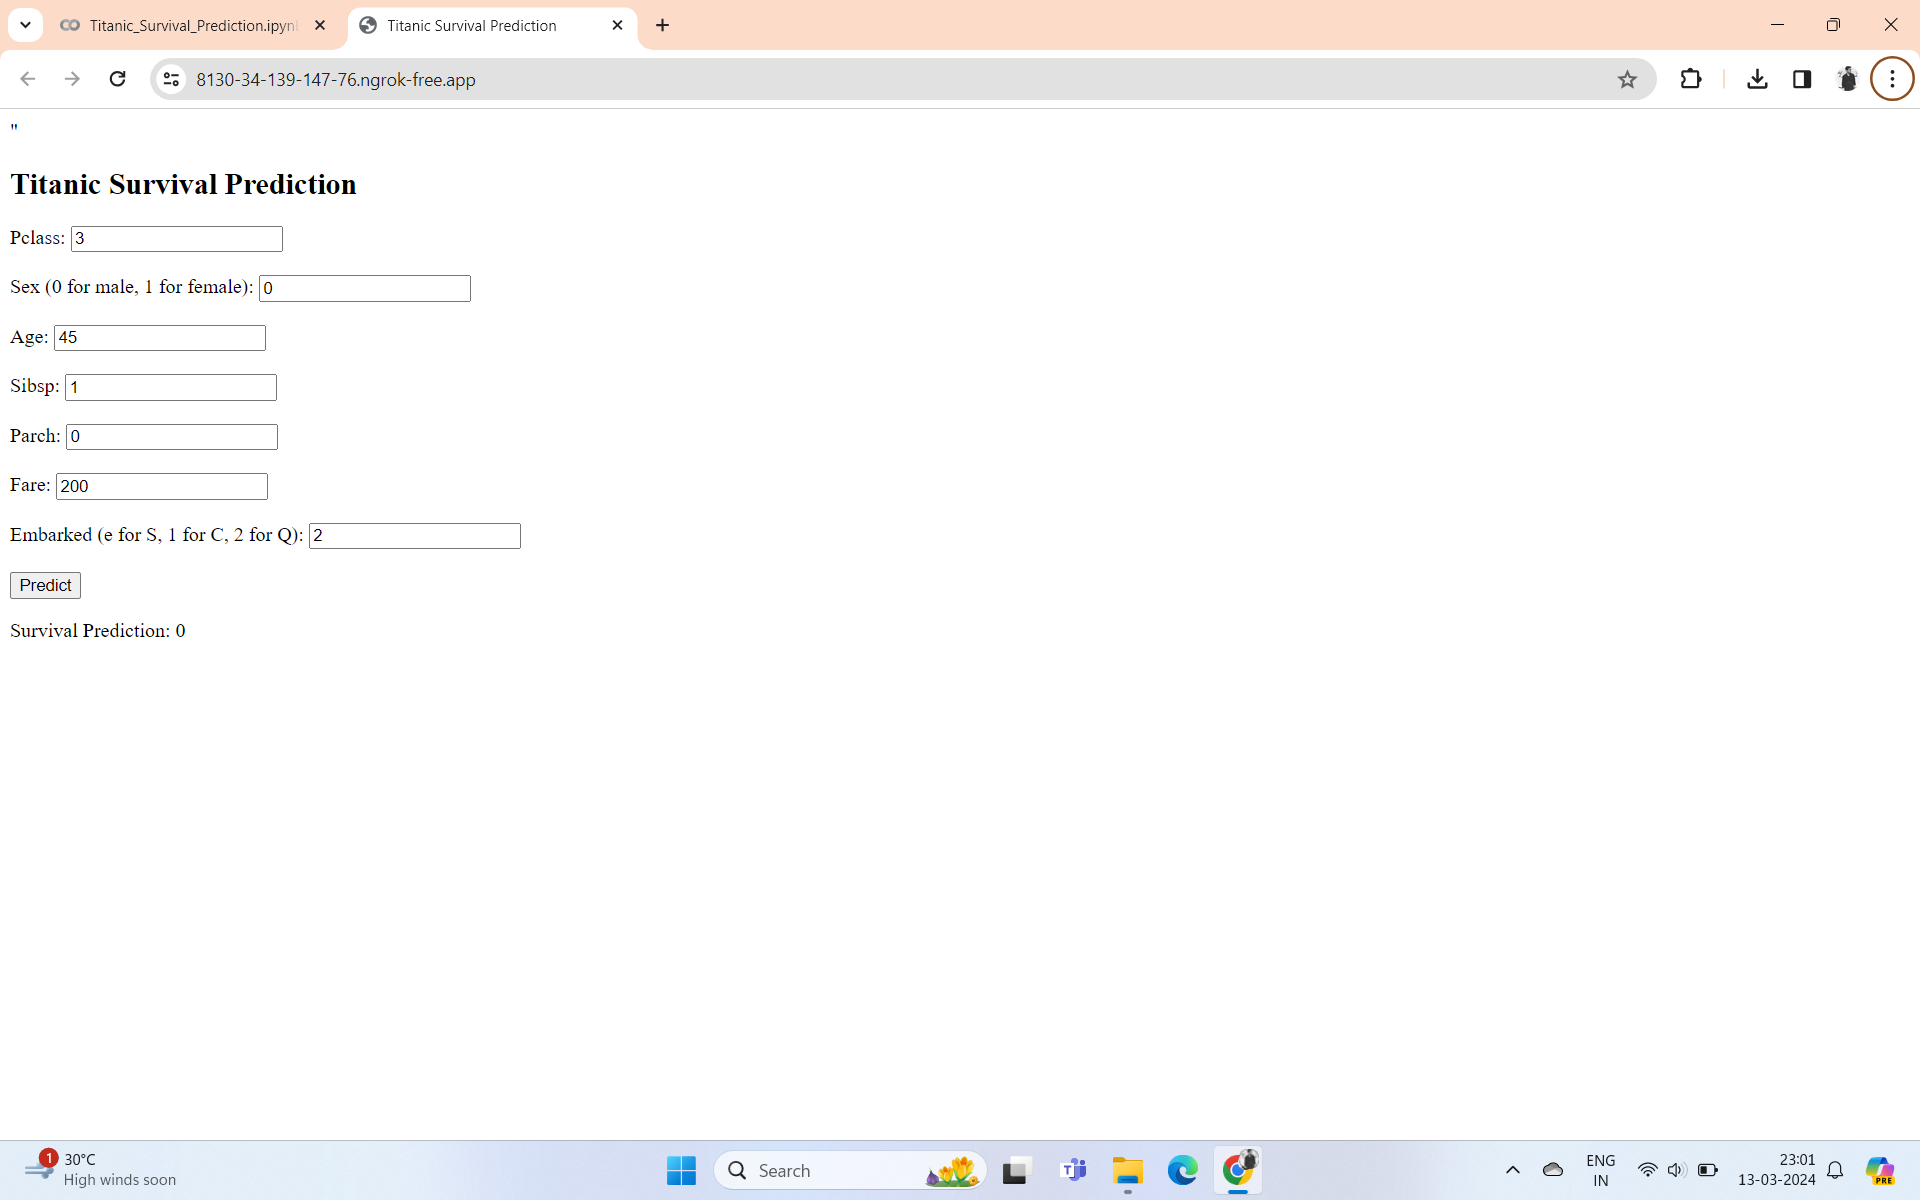 Titanic_Survival_Prediction.ipyn
Titanic Survival Prediction
8130-34-139-147-76.ngrok-free.app
"
Titanic Survival Prediction
Pclass: 3
Sex (0 for male, 1 for female): 0
Age: 45
Sibsp: 1
Parch: 0
Fare: 200
Embarked (e for S, 1 for C, 2 for Q): 2
Predict
Survival Prediction: 0
1
30°C
High winds soon
Search
T
ENG
IN
23:01
13-03-2024
PRE